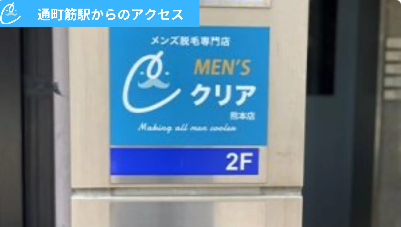 通町筋駅からのアクセス
メンズ脱毛専門店
MEN'S
クリア
熊本店
Making all men cooler
2F